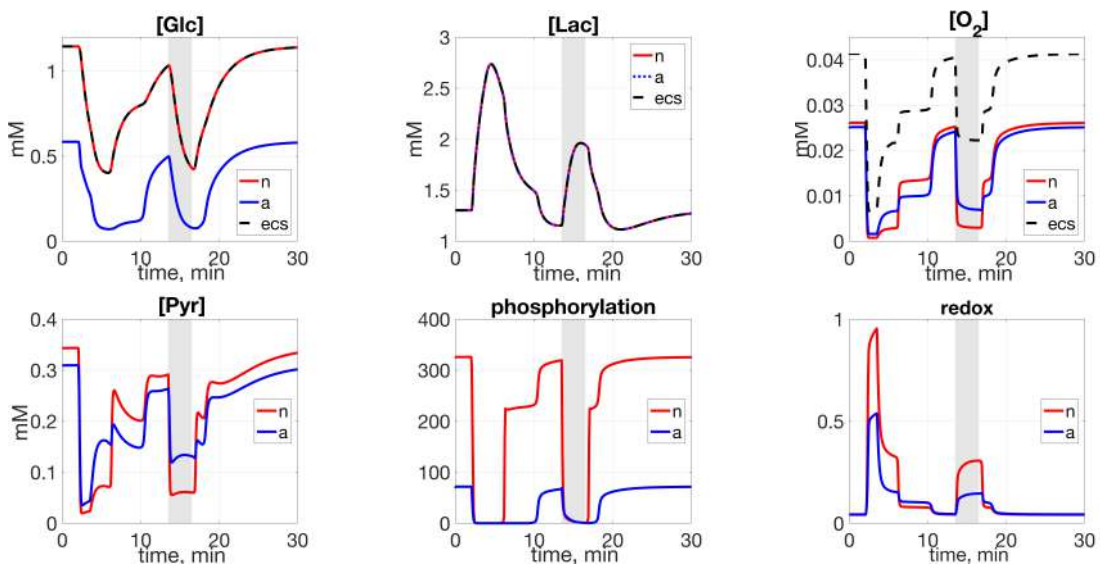 [Glc]
mM
1
0.5
0
n
a
ecs
0 10 20 30
time, min
[Lac]
mM
3
2.5
2
1.5
1
n
a
ecs
0 10 20 30
time, min
[O2]
mM
0.04
0.03
0.02
0.01
0
n
a
ecs
0 10 20 30
time, min
[Pyr]
mM
0.4
0.3
0.2
0.1
0
n
a
0 10 20 30
time, min
phosphorylation
400
300
200
100
0
n
a
0 10 20 30
time, min
redox
1
0.5
0
n
a
0 10 20 30
time, min